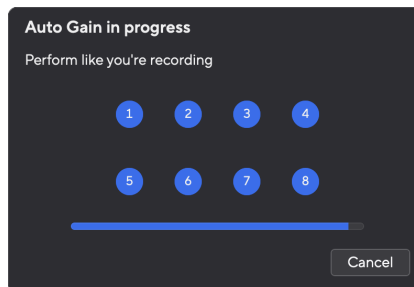 Auto Gain in progress
Perform like you're recording
1 2 3 4
5 6 7 8
Cancel